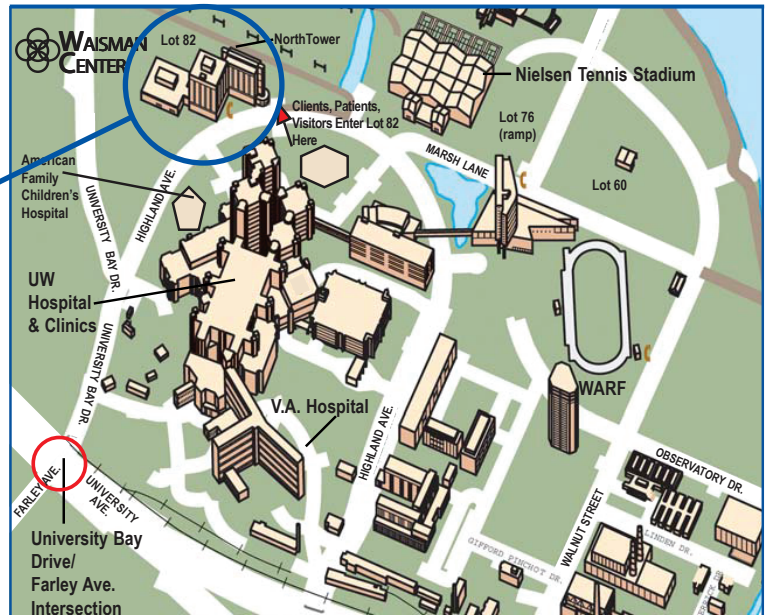 WAISMAN
CENTER
Lot 82
NorthTower
Nielsen Tennis Stadium
Clients, Patients,
Visitors Enter Lot 82
Here
Lot 76
(ramp)
MARSH LANE
Lot 60
American
Family
Children's
Hospital
UNIVERSITY BAY DR.
HIGHLAND AVE.
UW
Hospital
& Clinics
UNIVERSITY BAY DR.
V.A. Hospital
HIGHLAND AVE.
WARF
OBSERVATORY DR.
WALNUT STREET
LINDEN DR.
GIFFORD PINCHOT DR.
FARLEY AVE.
UNIVERSITY
AVE.
University Bay
Drive/
Farley Ave.
Intersection